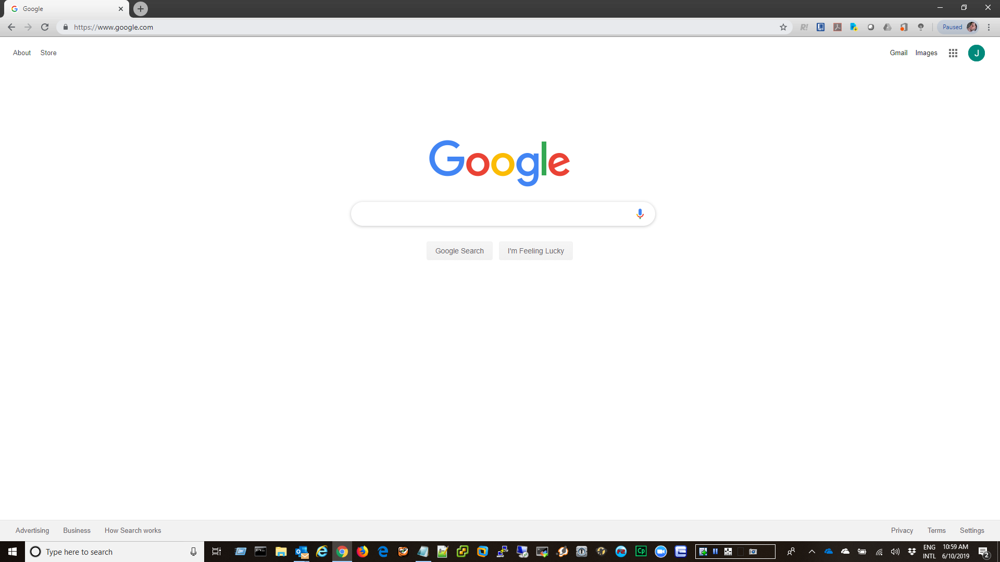 Google
https://www.google.com
R!
Paused
About Store
Gmail Images
J
Google
Google Search I'm Feeling Lucky
Advertising Business How Search works
Privacy Terms Settings
Type here to search
Cp
ENG
INTL
10:59 AM
6/10/2019
2